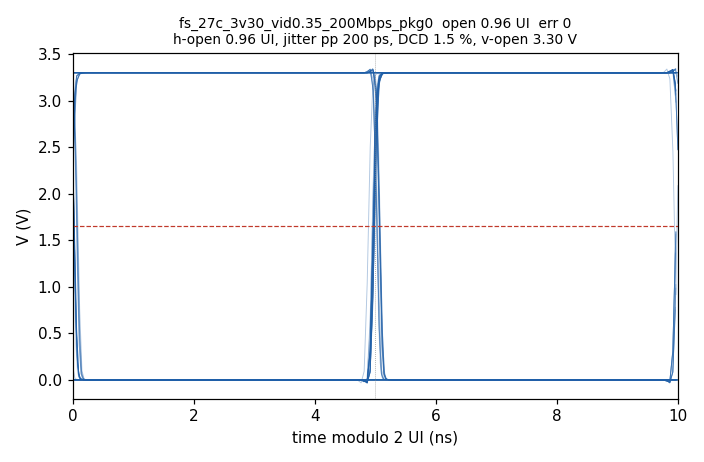 fs_27c_3v30_vid0.35_200Mbps_pkg0  open 0.96 UI  err 0
h-open 0.96 UI, jitter pp 200 ps, DCD 1.5 %, v-open 3.30 V
3.5
3.0
2.5
2.0
1.5
1.0
0.5
0.0
V (V)
0 2 4 6 8 10
time modulo 2 UI (ns)